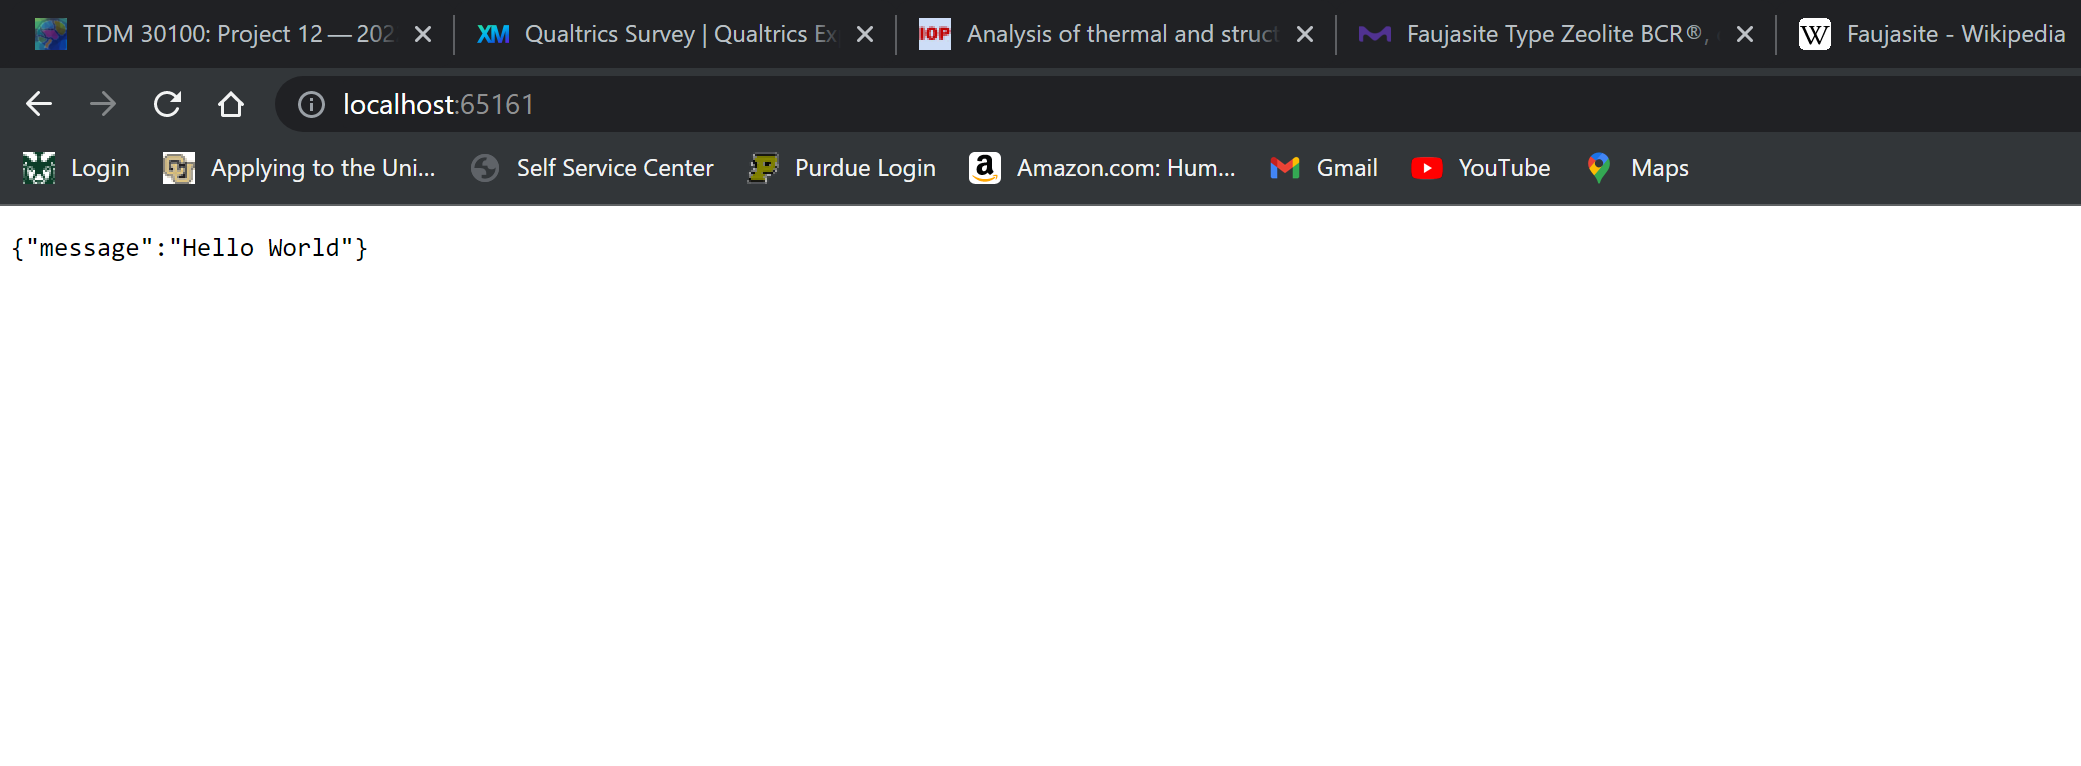 TDM 30100: Project 12 — 202
XM Qualtrics Survey | Qualtrics Ex
IOP Analysis of thermal and struct
Faujasite Type Zeolite BCR®,
W Faujasite - Wikipedia
localhost:65161
Login
CU Applying to the Uni...
Self Service Center
P Purdue Login
a Amazon.com: Hum...
Gmail
YouTube
Maps
{"message":"Hello World"}